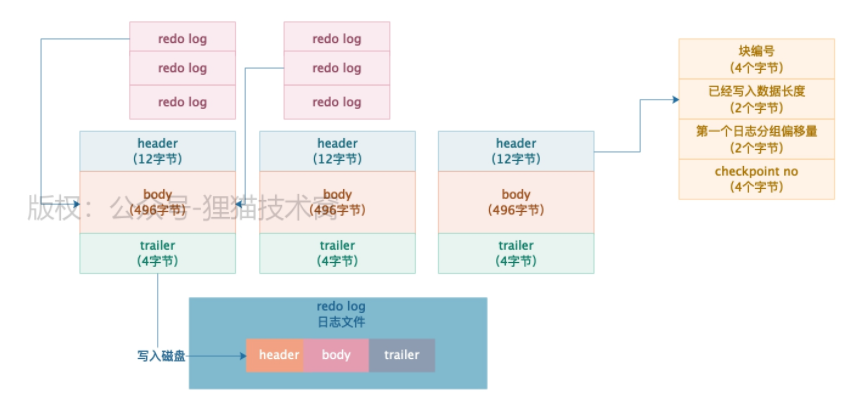 redo log
redo log
redo log
redo log
redo log
redo log
块编号
(4个字节)
已经写入数据长度
(2个字节)
第一个日志分组偏移量
(2个字节)
checkpoint no
(4个字节)
header
(12字节)
header
(12字节)
header
(12字节)
body
(496字节)
body
(496字节)
body
(496字节)
版权：公众号-狸猫技术窝
trailer
(4字节)
trailer
(4字节)
trailer
(4字节)
redo log
日志文件
写入磁盘
header
body
trailer